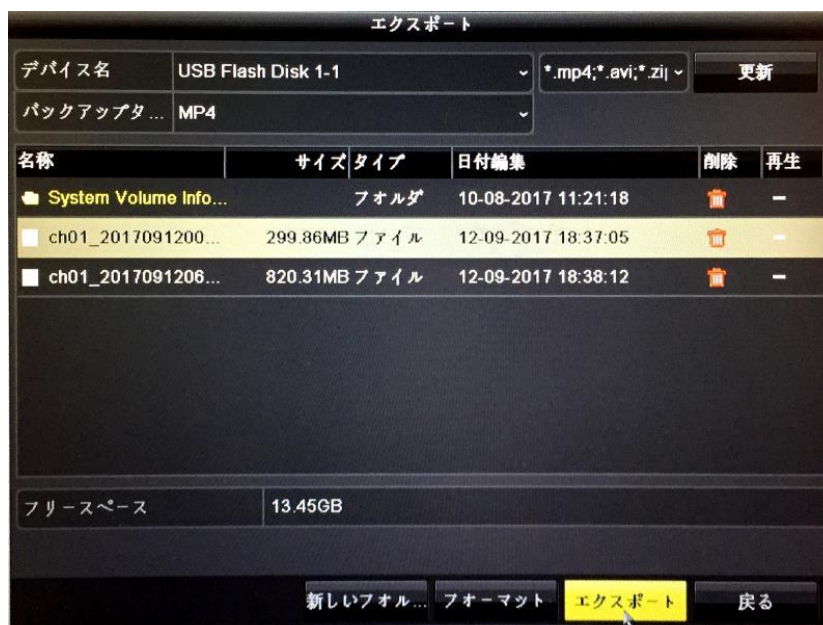 エクスポート
デバイス名 USB Flash Disk 1-1 *.mp4;*.avi;*.zi| 更新
バックアップタ... MP4
名称 サイズ タイプ 日付編集 削除 再生
System Volume Info... フォルダ 10-08-2017 11:21:18
ch01_2017091200... 299.86MB ファイル 12-09-2017 18:37:05
ch01_2017091206... 820.31MB ファイル 12-09-2017 18:38:12
フリースペース 13.45GB
新しいフォル... フォーマット エクスポート 戻る